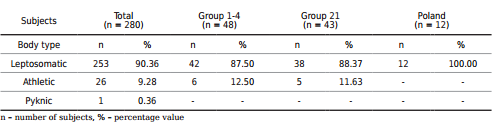 Subjects Total (n = 280) Group 1-4 (n = 48) Group 21 (n = 43) Poland (n = 12)
Body type n % n % n % n %
Leptosomatic 253 90.36 42 87.50 38 88.37 12 100.00
Athletic 26 9.28 6 12.50 5 11.63 - -
Pyknic 1 0.36 - - - - - -
n – number of subjects, % – percentage value